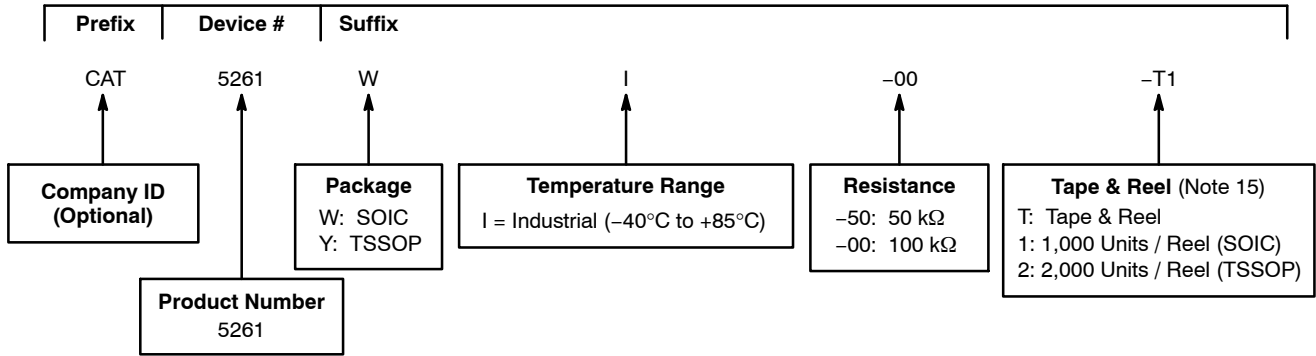 Prefix Device # Suffix
CAT 5261 W I −00 −T1
Company ID
(Optional)
Product Number
5261
Package
W: SOIC
Y: TSSOP
Temperature Range
I = Industrial (−40°C to +85°C)
Resistance
−50: 50 kΩ
−00: 100 kΩ
Tape & Reel (Note 15)
T: Tape & Reel
1: 1,000 Units / Reel (SOIC)
2: 2,000 Units / Reel (TSSOP)